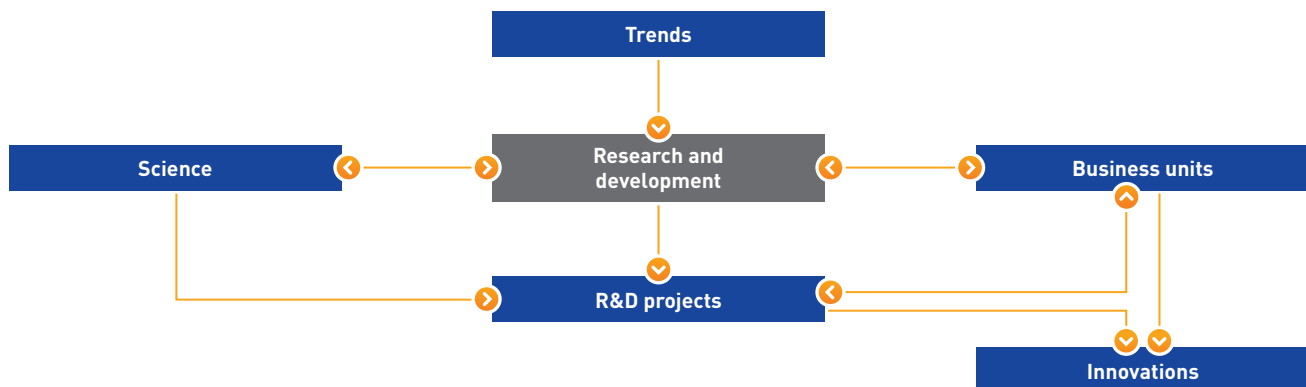 Trends
Science
Research and
development
Business units
R&D projects
Innovations